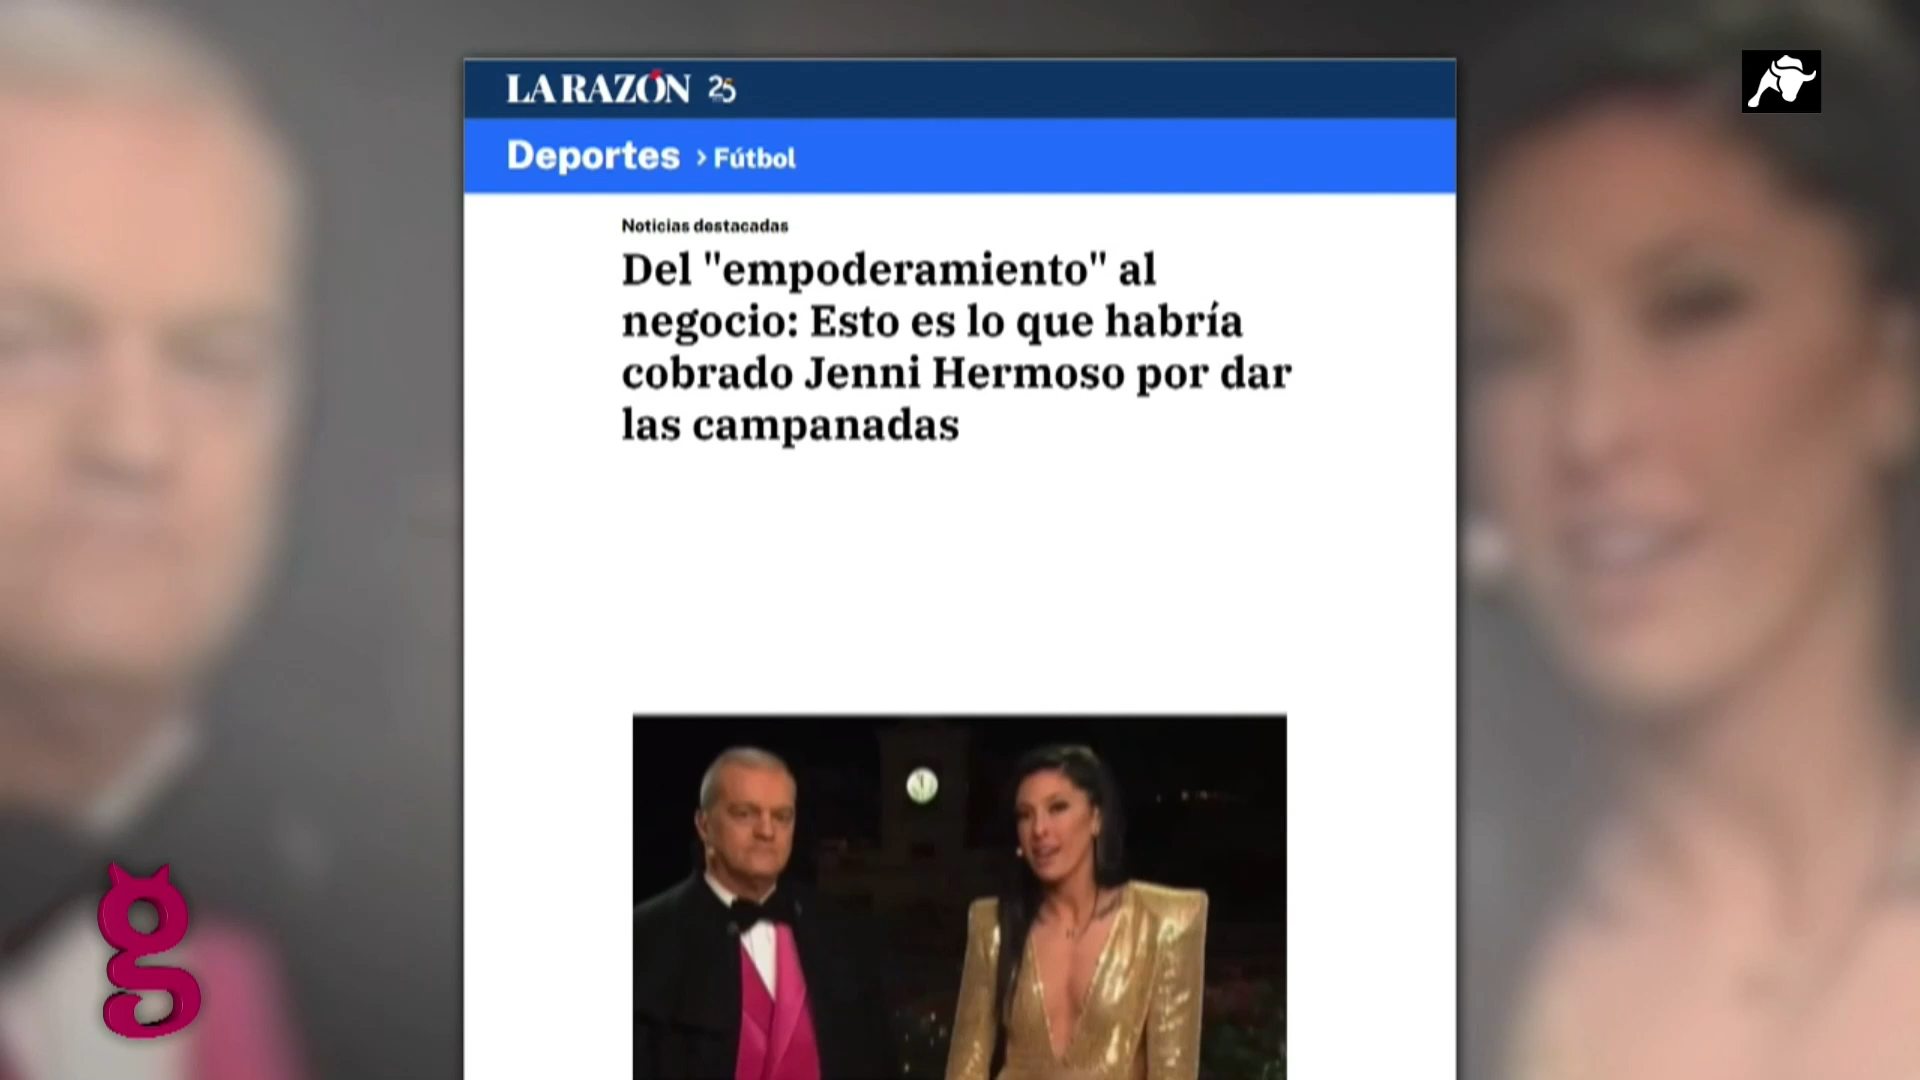 LA RAZÓN 25
Deportes > Fútbol
Noticias destacadas
Del "empoderamiento" al
negocio: Esto es lo que habría
cobrado Jenni Hermoso por dar
las campanadas
g